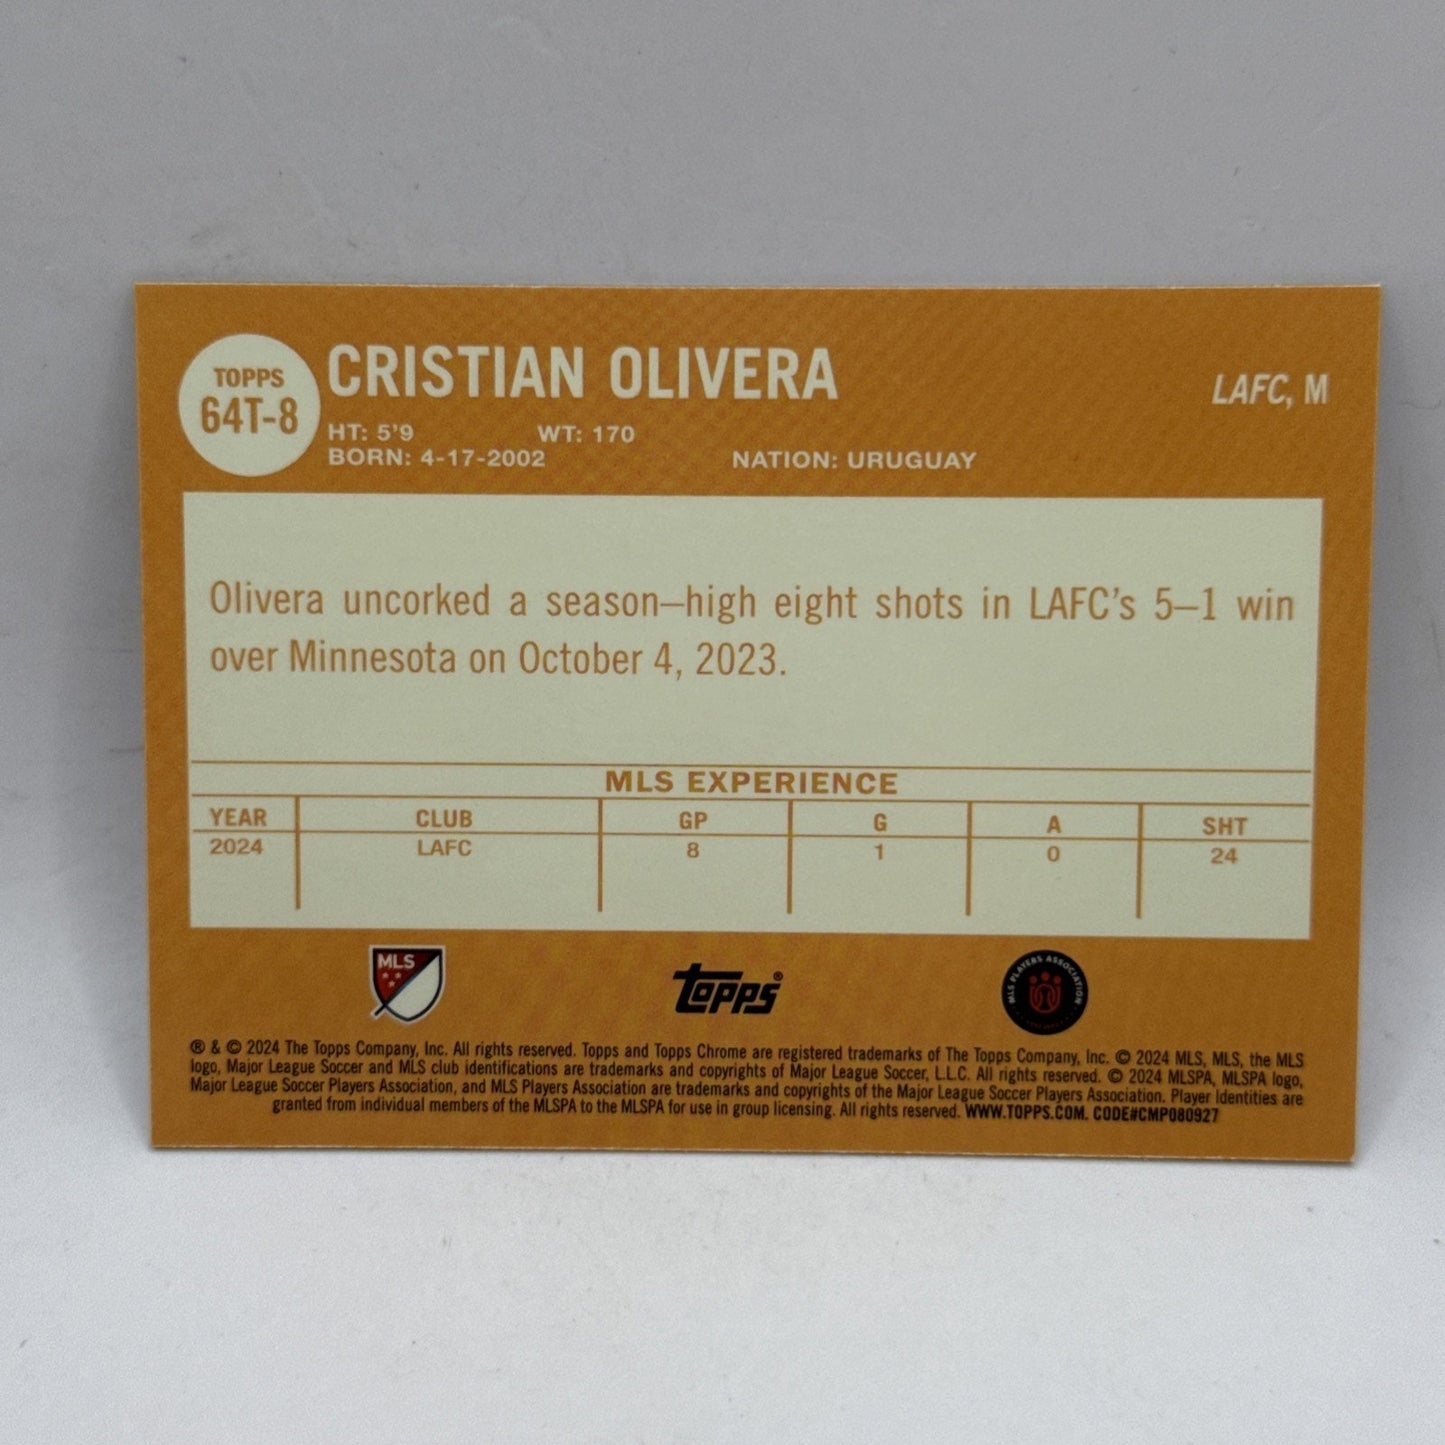 TOPPS
64T-8
CRISTIAN OLIVERA
LAFC, M
HT: 5'9 WT: 170
BORN: 4-17-2002 NATION: URUGUAY
Olivera uncorked a season–high eight shots in LAFC's 5–1 win
over Minnesota on October 4, 2023.
MLS EXPERIENCE
YEAR CLUB GP G A SHT
2024 LAFC 8 1 0 24
MLS
topps®
MLS PLAYERS ASSOCIATION
® & © 2024 The Topps Company, Inc. All rights reserved. Topps and Topps Chrome are registered trademarks of The Topps Company, Inc. © 2024 MLS, MLS, the MLS
logo, Major League Soccer and MLS club identifications are trademarks and copyrights of Major League Soccer, L.L.C. All rights reserved. © 2024 MLSPA, MLSPA logo,
Major League Soccer Players Association, and MLS Players Association are trademarks and copyrights of the Major League Soccer Players Association. Player Identities are
granted from individual members of the MLSPA to the MLSPA for use in group licensing. All rights reserved. WWW.TOPPS.COM. CODE#CMP080927